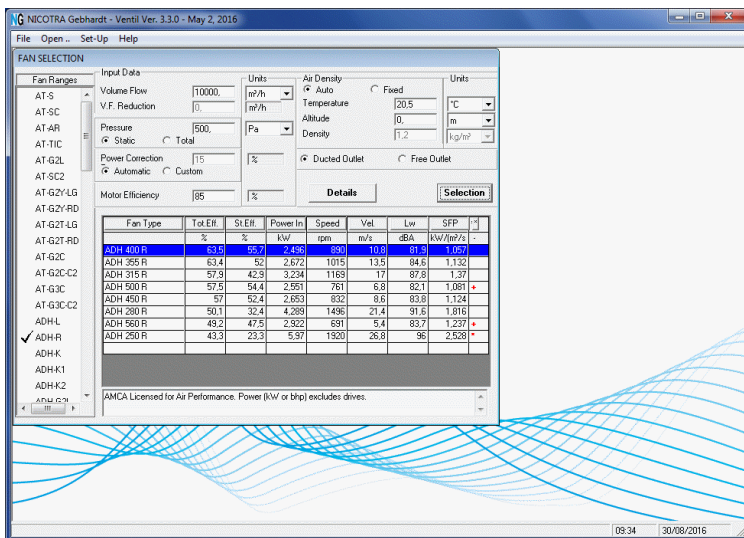 NG NICOTRA Gebhardt - Ventil Ver. 3.3.0 - May 2, 2016
File Open .. Set-Up Help
FAN SELECTION
Fan Ranges
AT-S
AT-SC
AT-AR
AT-TIC
AT-G2L
AT-SC2
AT-G2Y-LG
AT-G2Y-RD
AT-G2T-LG
AT-G2T-RD
AT-G2C
AT-G2C-C2
AT-G3C
AT-G3C-C2
ADH-L
ADH-R
ADH-K
ADH-K1
ADH-K2
ADH-G2L
Input Data
Units
Volume Flow 10000, m³/h
V.F. Reduction 0, m³/h
Pressure 500, Pa
Static Total
Power Correction 15 %
Automatic Custom
Motor Efficiency 85 %
Air Density
Units
Auto Fixed
Temperature 20,5 °C
Altitude 0, m
Density 1,2 kg/m³
Ducted Outlet Free Outlet
Details Selection
Fan Type Tot.Eff. St.Eff. Power In Speed Vel. Lw SFP
% % kW rpm m/s dBA KW/(m³/s -
ADH 400 R 63,5 55,7 2,496 890 10,8 81,9 1,057
ADH 355 R 63,4 52 2,672 1015 13,5 84,6 1,132
ADH 315 R 57,9 42,9 3,234 1169 17 87,8 1,37
ADH 500 R 57,5 54,4 2,551 761 6,8 82,1 1,081 +
ADH 450 R 57 52,4 2,653 832 8,6 83,8 1,124
ADH 280 R 50,1 32,4 4,289 1496 21,4 91,6 1,816
ADH 560 R 49,2 47,5 2,922 691 5,4 83,7 1,237 +
ADH 250 R 43,3 23,3 5,97 1920 26,8 96 2,528 *
AMCA Licensed for Air Performance. Power (kW or bhp) excludes drives.
09:34 30/08/2016